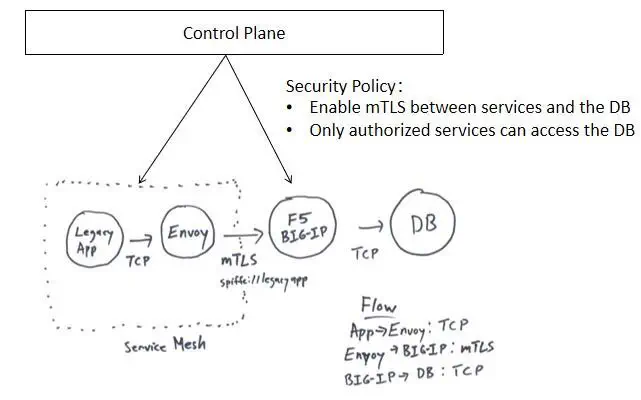 Control Plane
Security Policy:
• Enable mTLS between services and the DB
• Only authorized services can access the DB
Legacy
App
TCP
Envoy
mTLS
spiffe://legacyapp
F5
BIG-IP
TCP
DB
Service Mesh
Flow
App→Envoy: TCP
Envoy→BIG-IP: mTLS
BIG-IP→DB: TCP